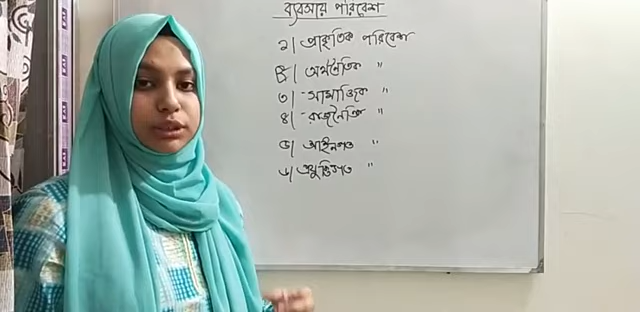 ব্যবসায় পরিবেশ
১| প্রাকৃতিক পরিবেশ
২| অর্থনৈতিক "
৩| সামাজিক "
৪| রাজনৈতিক "
৫| আইনগত "
৬| প্রযুক্তিগত "